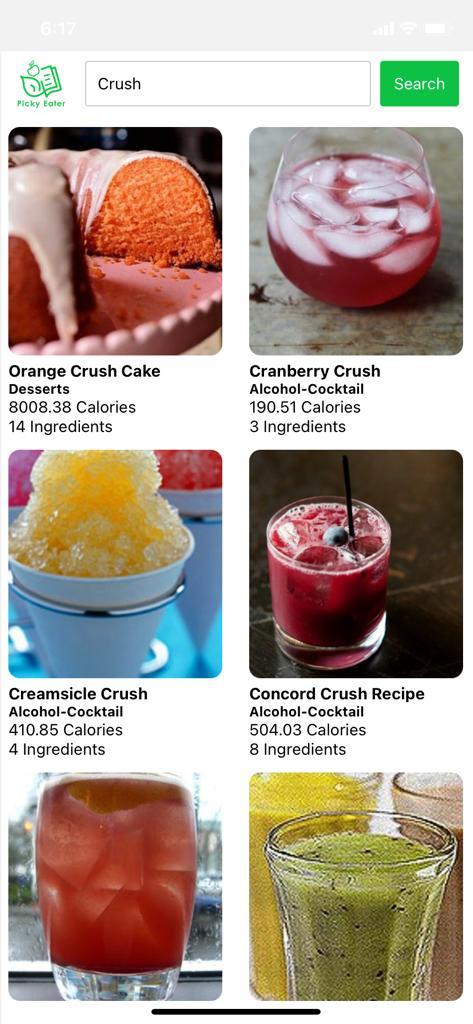 6:17
Picky Eater
Crush
Search
Orange Crush Cake
Desserts
8008.38 Calories
14 Ingredients
Cranberry Crush
Alcohol-Cocktail
190.51 Calories
3 Ingredients
Creamsicle Crush
Alcohol-Cocktail
410.85 Calories
4 Ingredients
Concord Crush Recipe
Alcohol-Cocktail
504.03 Calories
8 Ingredients